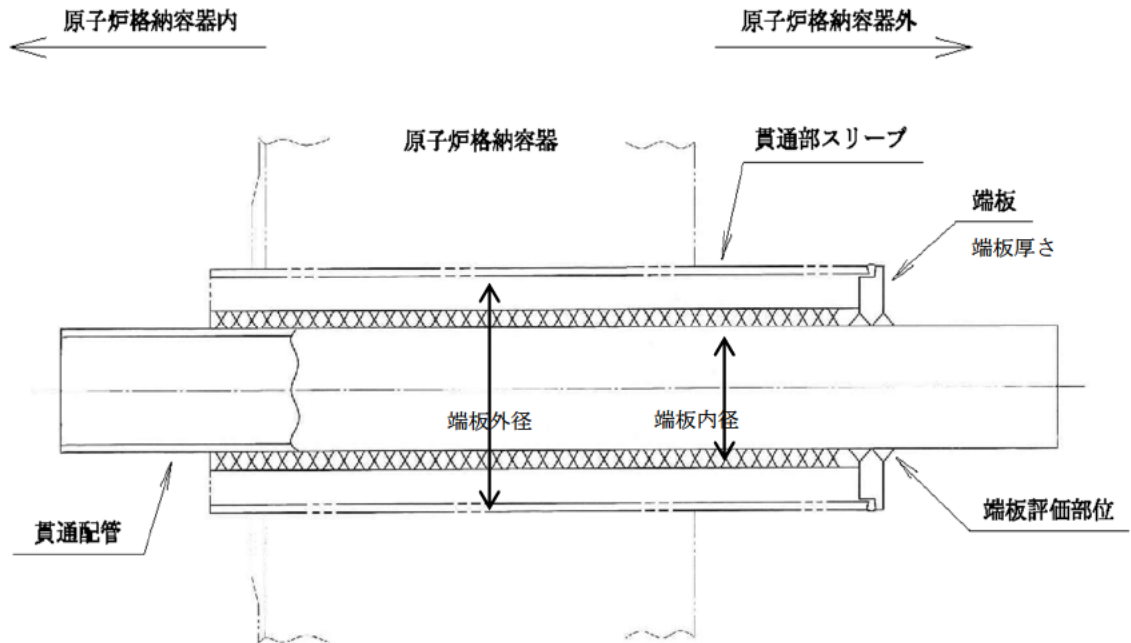 原子炉格納容器内
原子炉格納容器外
原子炉格納容器
貫通部スリーブ
端板
端板厚さ
端板外径
端板内径
貫通配管
端板評価部位